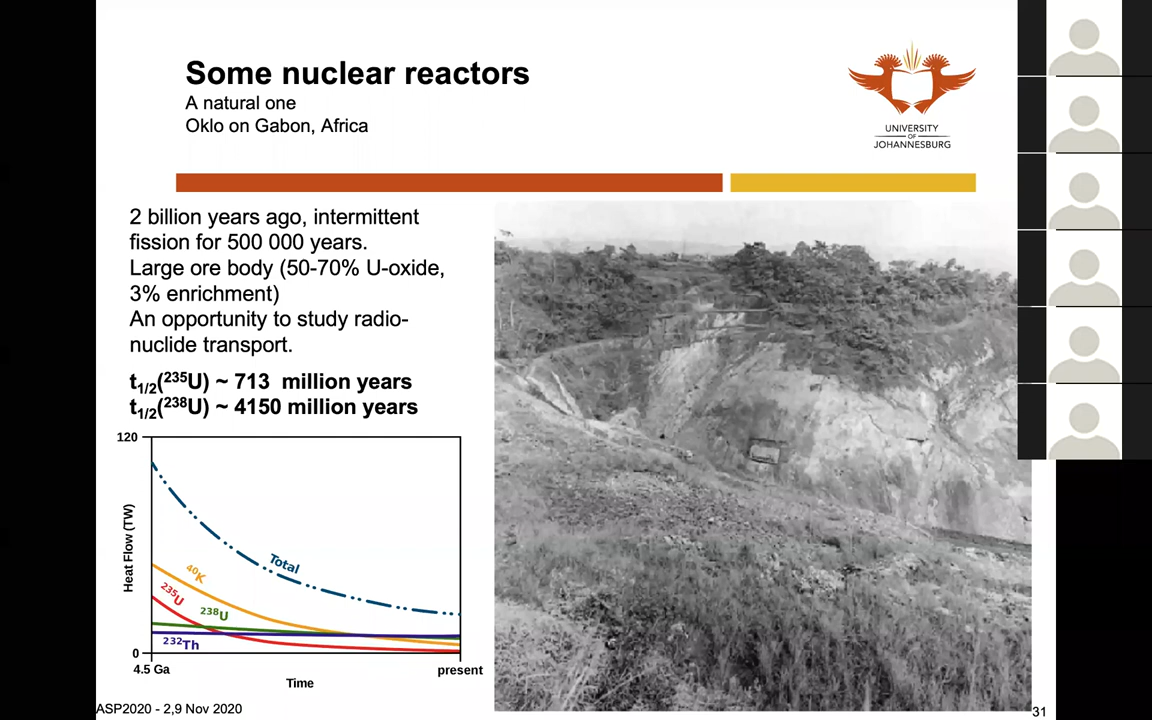 Some nuclear reactors
A natural one
Oklo on Gabon, Africa
UNIVERSITY
OF
JOHANNESBURG
2 billion years ago, intermittent
fission for 500 000 years.
Large ore body (50-70% U-oxide,
3% enrichment)
An opportunity to study radio-
nuclide transport.
t1/2(235U) ~ 713 million years
t1/2(238U) ~ 4150 million years
120
Heat Flow (TW)
Total
40K
235U
238U
232Th
0
4.5 Ga
present
Time
ASP2020 - 2,9 Nov 2020
31